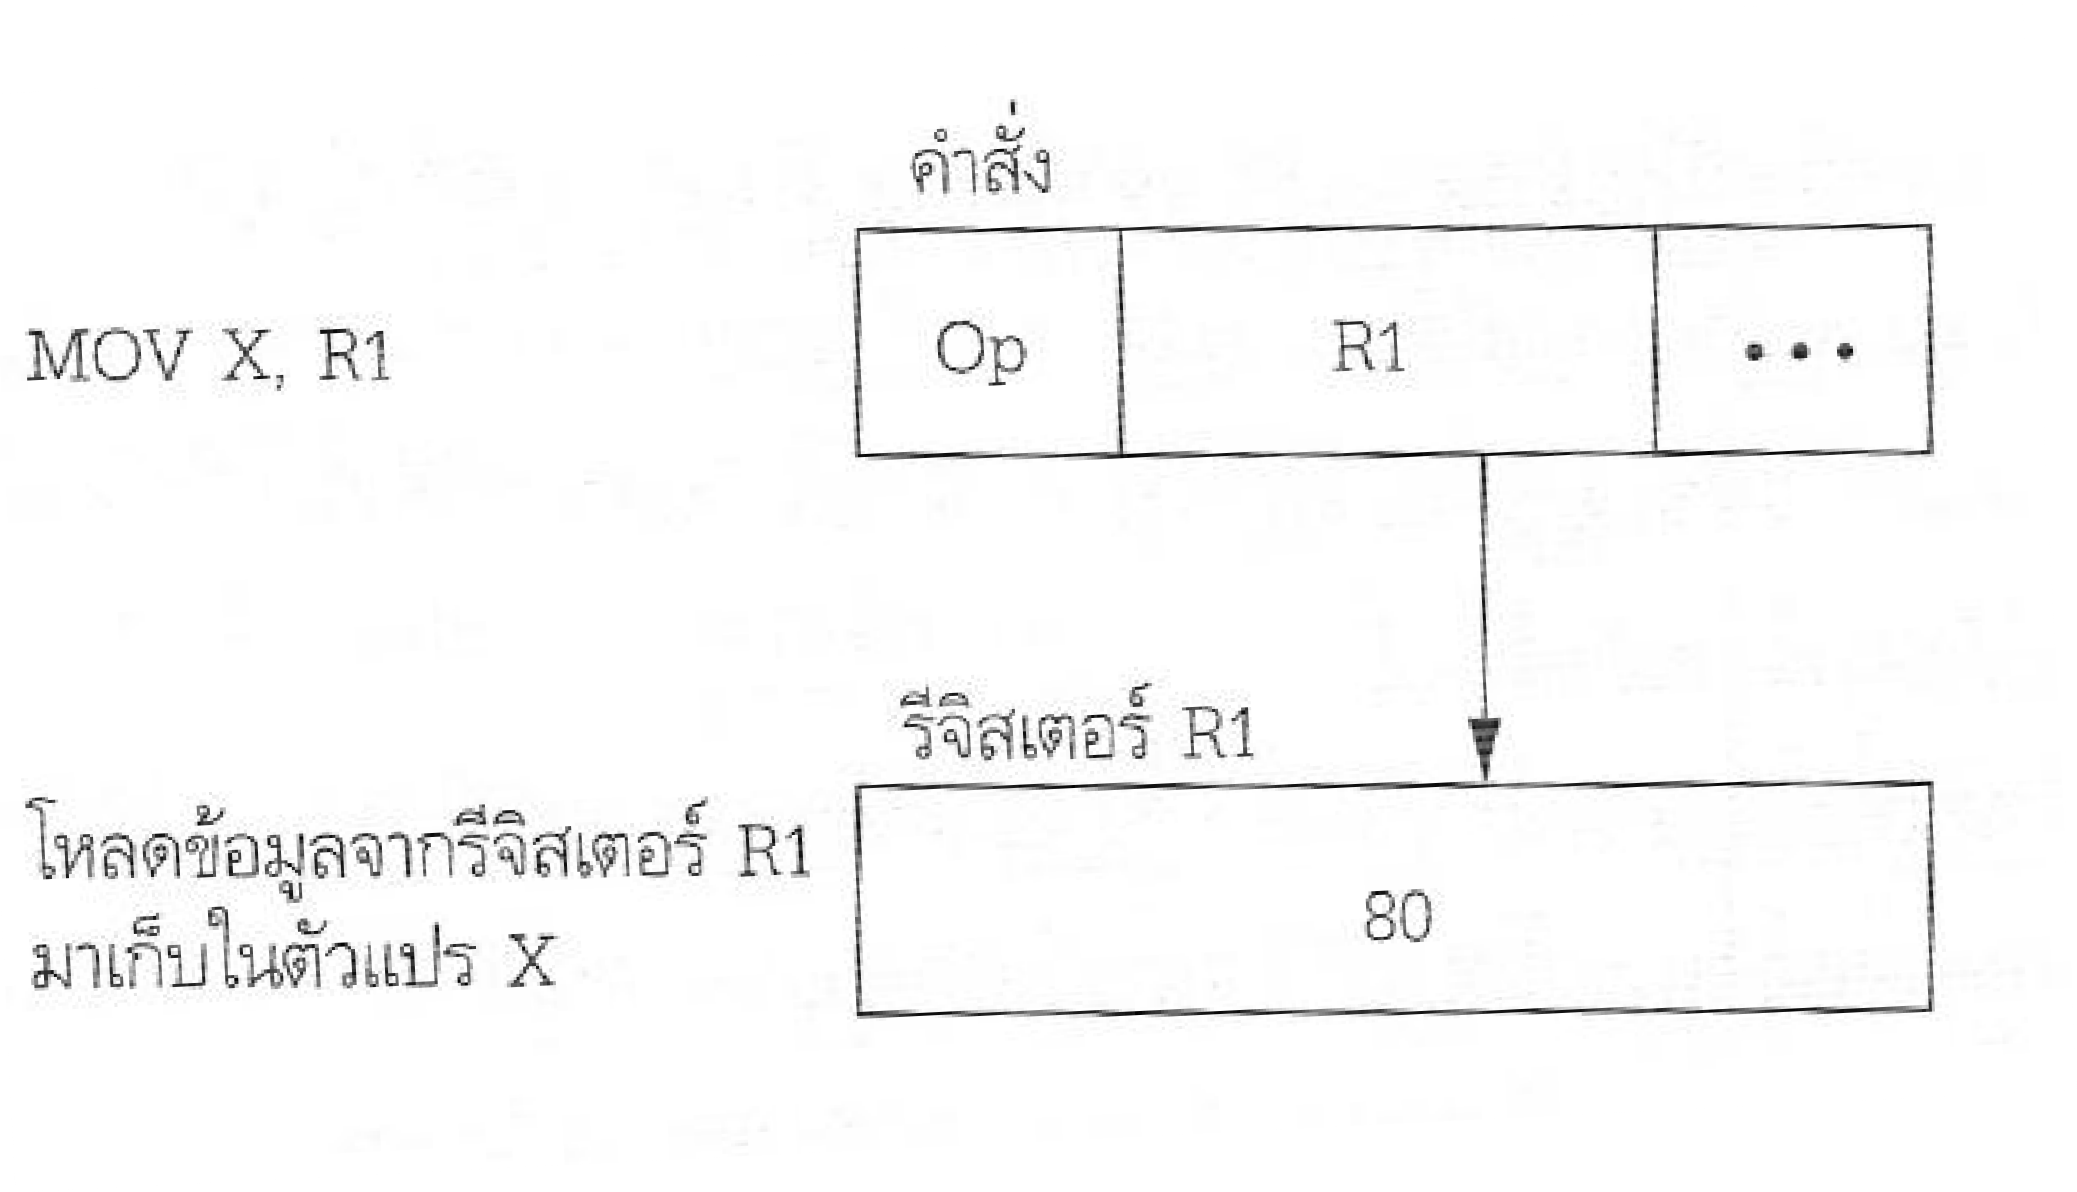 คำสั่ง
MOV X, R1
Op R1 •••
รีจิสเตอร์ R1
โหลดข้อมูลจากรีจิสเตอร์ R1
มาเก็บในตัวแปร X
80